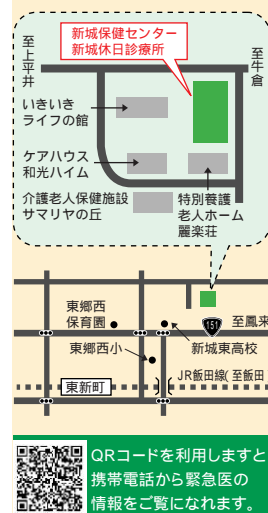 新城保健センター
新城休日診療所
至上平井
至牛倉
いきいき
ライフの館
ケアハウス
和光ハイム
介護老人保健施設
サマリヤの丘
特別養護
老人ホーム
麗楽荘
東郷西
保育園
151
至鳳来
東郷西小
新城東高校
JR飯田線(至飯田
東新町
QRコードを利用しますと
携帯電話から緊急医の
情報をご覧になれます。